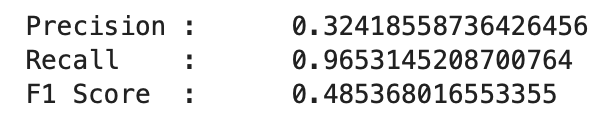 Precision :      0.32418558736426456
Recall    :      0.9653145208700764
F1 Score  :      0.485368016553355